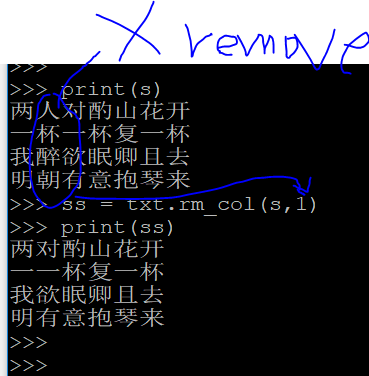 X remove
>>>
>>> print(s)
两人对酌山花开
一杯一杯复一杯
我醉欲眠卿且去
明朝有意抱琴来
>>> ss = txt.rm_col(s,1)
>>> print(ss)
两对酌山花开
一一杯复一杯
我欲眠卿且去
明有意抱琴来
>>>
>>>